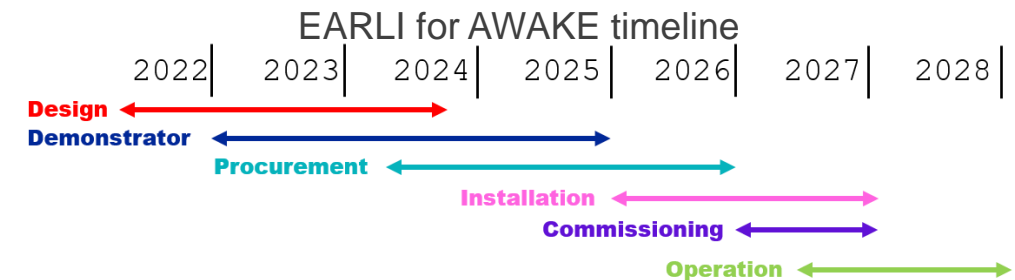 EARLI for AWAKE timeline
2022 2023 2024 2025 2026 2027 2028
Design
Demonstrator
Procurement
Installation
Commissioning
Operation